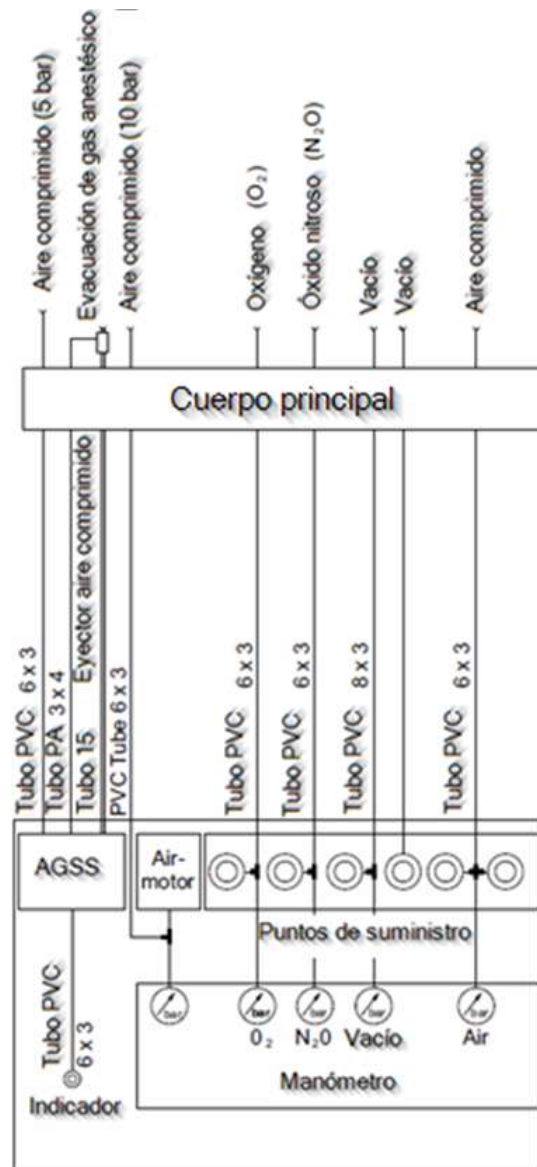 Aire comprimido (5 bar)
Evacuación de gas anestésico
Aire comprimido (10 bar)
Oxígeno (O₂)
Óxido nitroso (N₂O)
Vacío
Vacío
Aire comprimido
Cuerpo principal
Tubo PVC 6 x 3
Tubo PA 3 x 4
Eyector aire comprimido
Tubo 15
PVC Tube 6 x 3
Tubo PVC 6 x 3
Tubo PVC 6 x 3
Tubo PVC 8 x 3
Tubo PVC 6 x 3
AGSS
Air-
motor
Puntos de suministro
Tubo PVC
6 x 3
Indicador
bar
bar
bar
bar
bar
0₂
N₂0
Vacío
Air
Manómetro